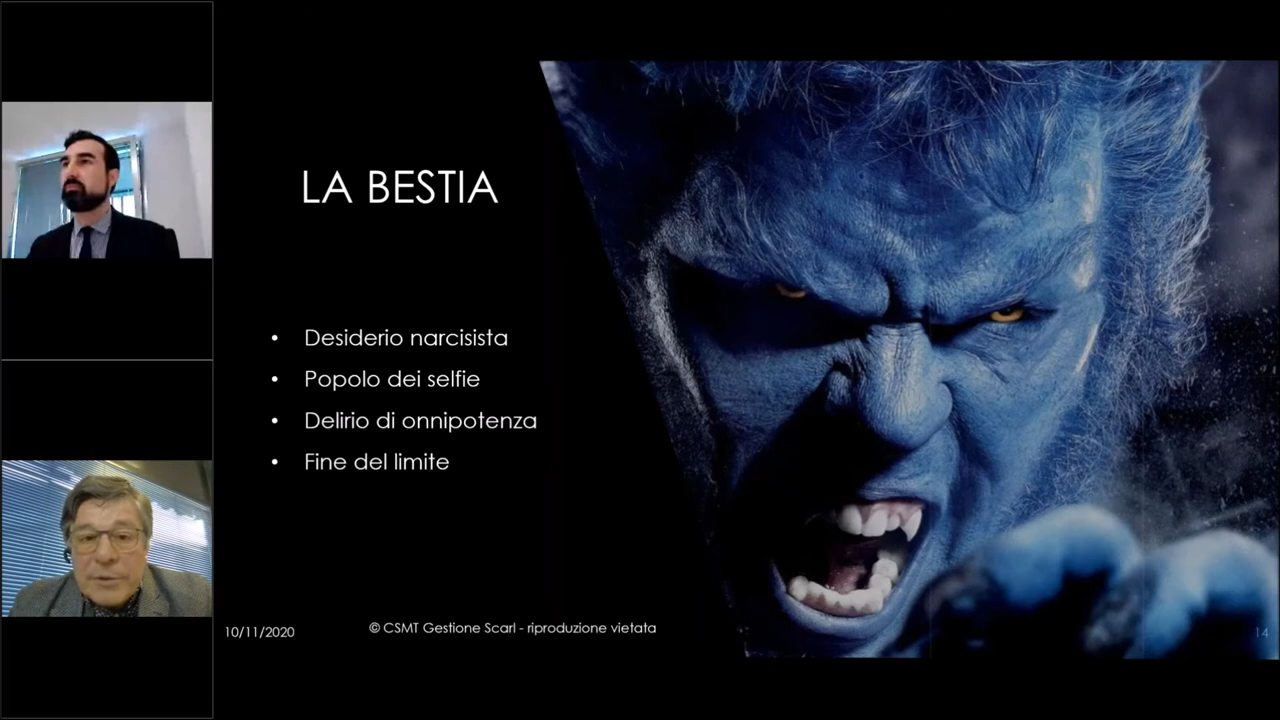 LA BESTIA
• Desiderio narcisista
• Popolo dei selfie
• Delirio di onnipotenza
• Fine del limite
10/11/2020
© CSMT Gestione Scarl - riproduzione vietata
14